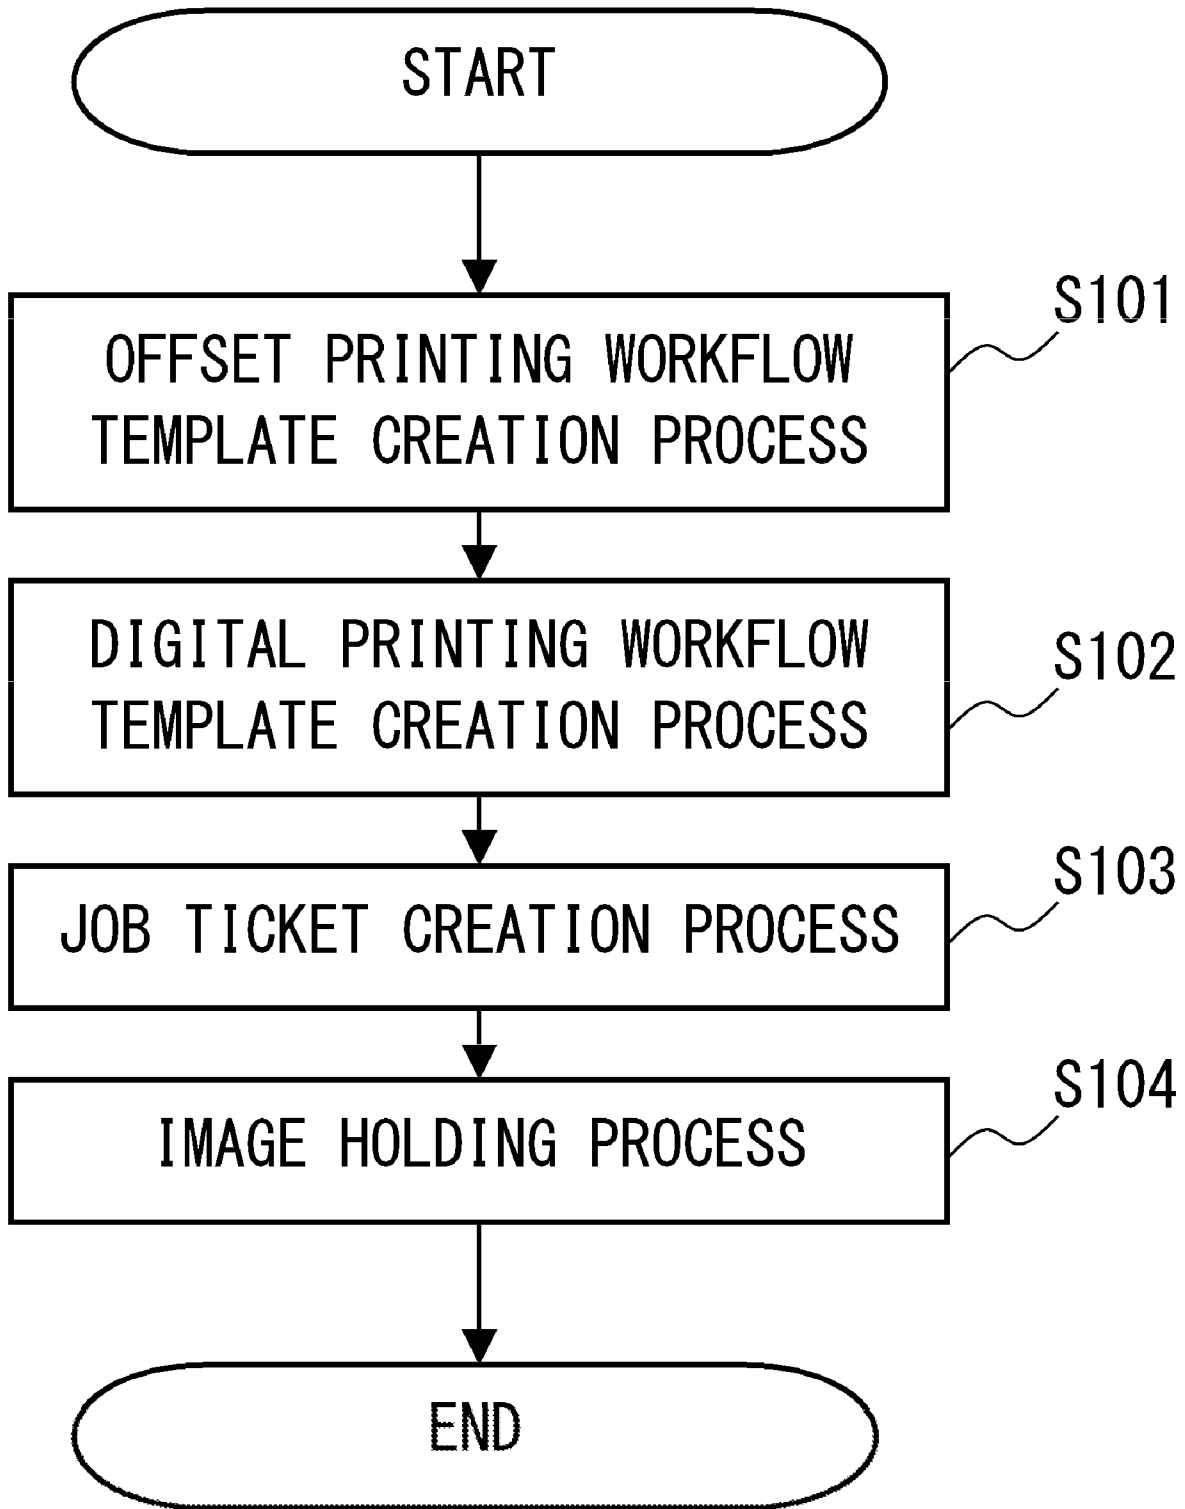 START
S101
OFFSET PRINTING WORKFLOW
TEMPLATE CREATION PROCESS
S102
DIGITAL PRINTING WORKFLOW
TEMPLATE CREATION PROCESS
S103
JOB TICKET CREATION PROCESS
S104
IMAGE HOLDING PROCESS
END